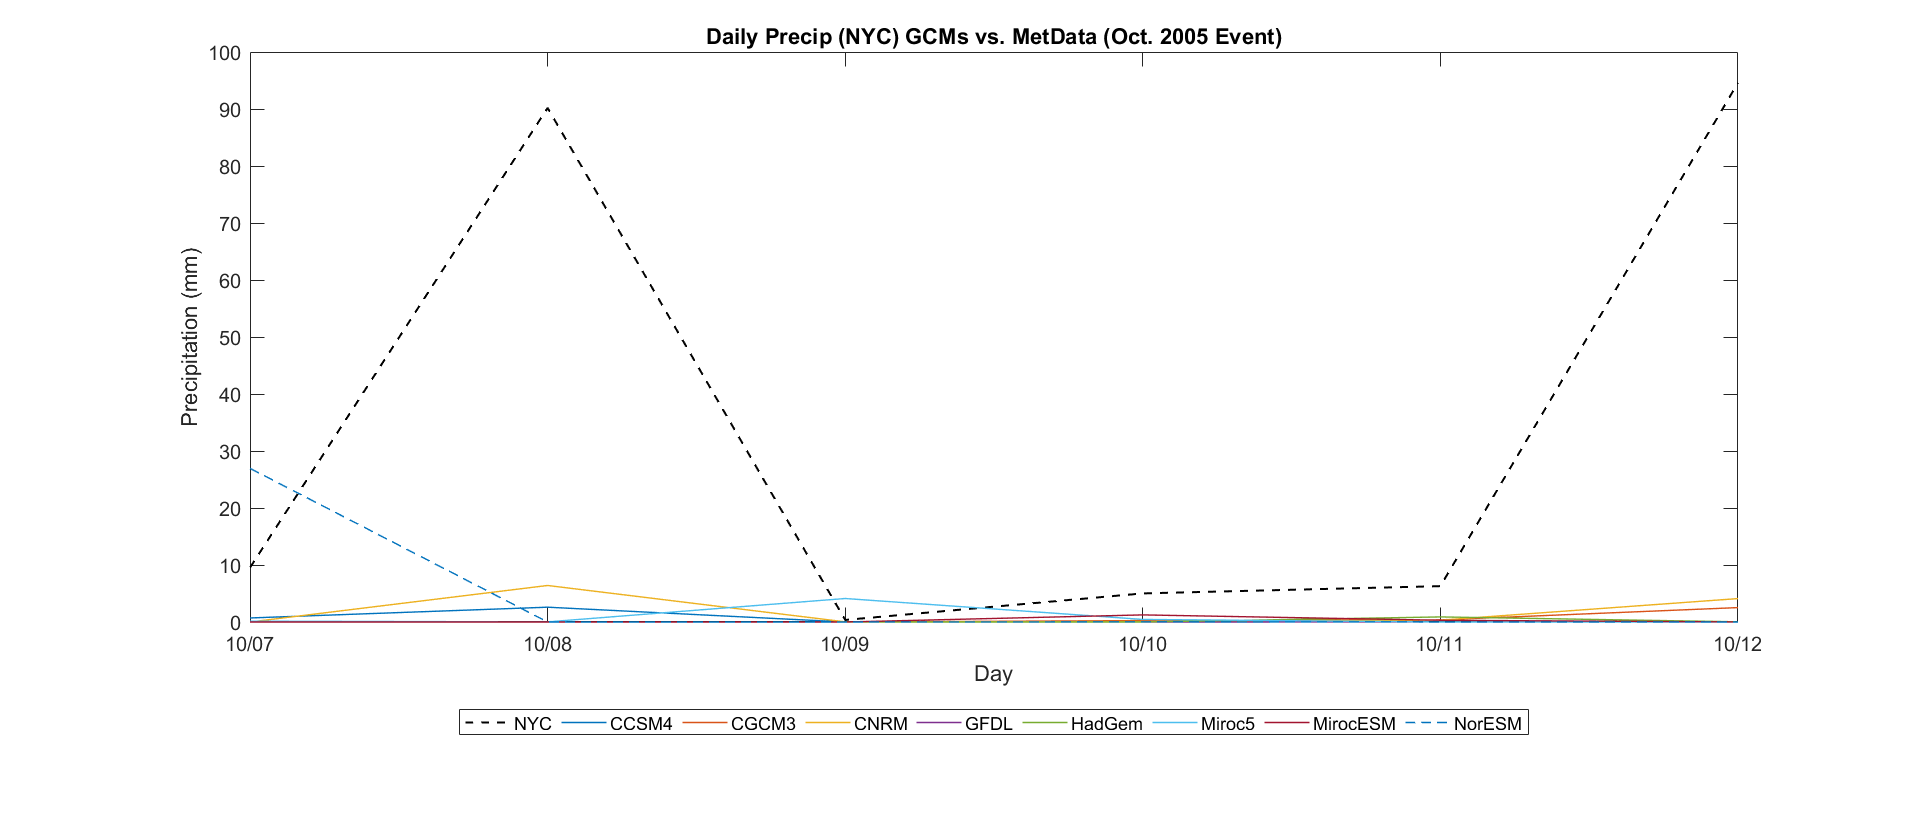 Daily Precip (NYC) GCMs vs. MetData (Oct. 2005 Event)
100
90
80
70
60
50
40
30
20
10
0
Precipitation (mm)
10/07 10/08 10/09 10/10 10/11 10/12
Day
NYC CCSM4 CGCM3 CNRM GFDL HadGem Miroc5 MirocESM NorESM